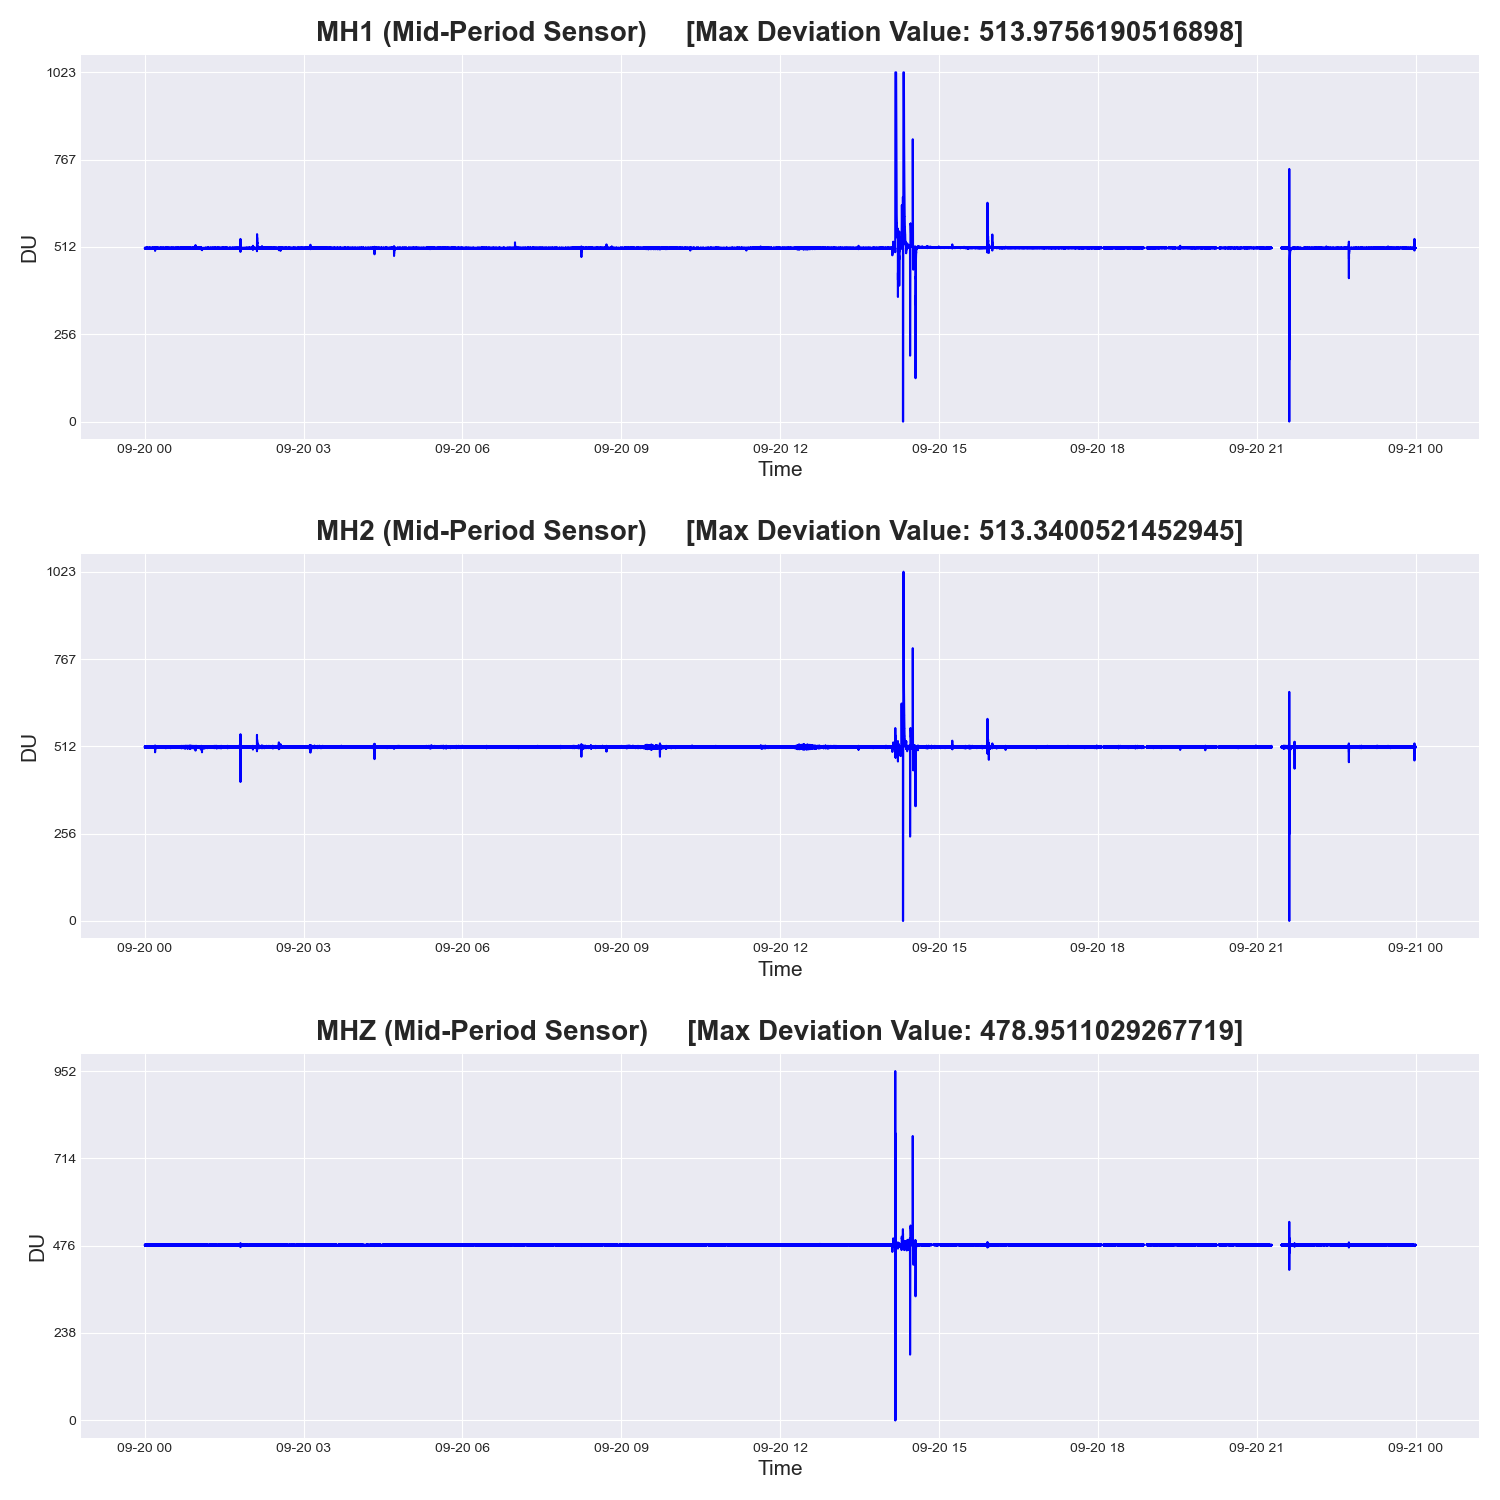 MH1 (Mid-Period Sensor) [Max Deviation Value: 513.9756190516898]
1023
767
512
256
0
DU
09-20 00 09-20 03 09-20 06 09-20 09 09-20 12 09-20 15 09-20 18 09-20 21 09-21 00
Time
MH2 (Mid-Period Sensor) [Max Deviation Value: 513.3400521452945]
1023
767
512
256
0
DU
09-20 00 09-20 03 09-20 06 09-20 09 09-20 12 09-20 15 09-20 18 09-20 21 09-21 00
Time
MHZ (Mid-Period Sensor) [Max Deviation Value: 478.9511029267719]
952
714
476
238
0
DU
09-20 00 09-20 03 09-20 06 09-20 09 09-20 12 09-20 15 09-20 18 09-20 21 09-21 00
Time